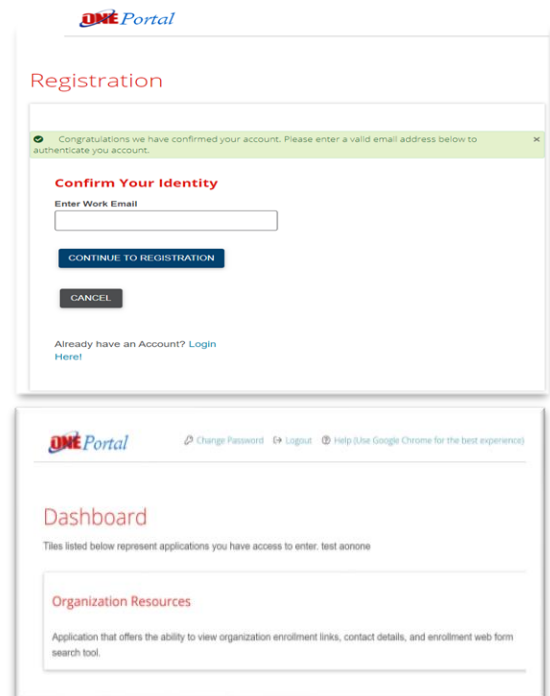 ONE Portal
Registration
Congratulations we have confirmed your account. Please enter a valid email address below to
authenticate you account.
×
Confirm Your Identity
Enter Work Email
CONTINUE TO REGISTRATION
CANCEL
Already have an Account? Login
Here!
ONE Portal
Change Password Logout Help (Use Google Chrome for the best experience)
Dashboard
Tiles listed below represent applications you have access to enter. test aonone
Organization Resources
Application that offers the ability to view organization enrollment links, contact details, and enrollment web form
search tool.